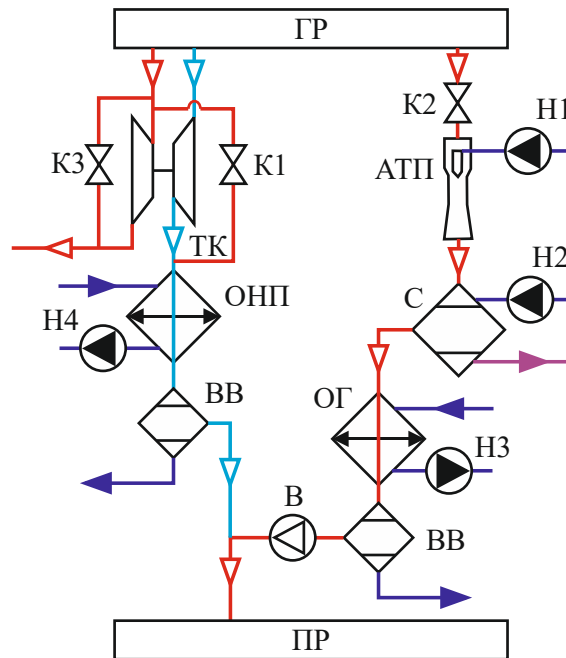 ГР
К2
Н1
К3
К1
АТП
ТК
Н2
С
ОНП
Н4
ВВ
ОГ
Н3
В
ВВ
ПР